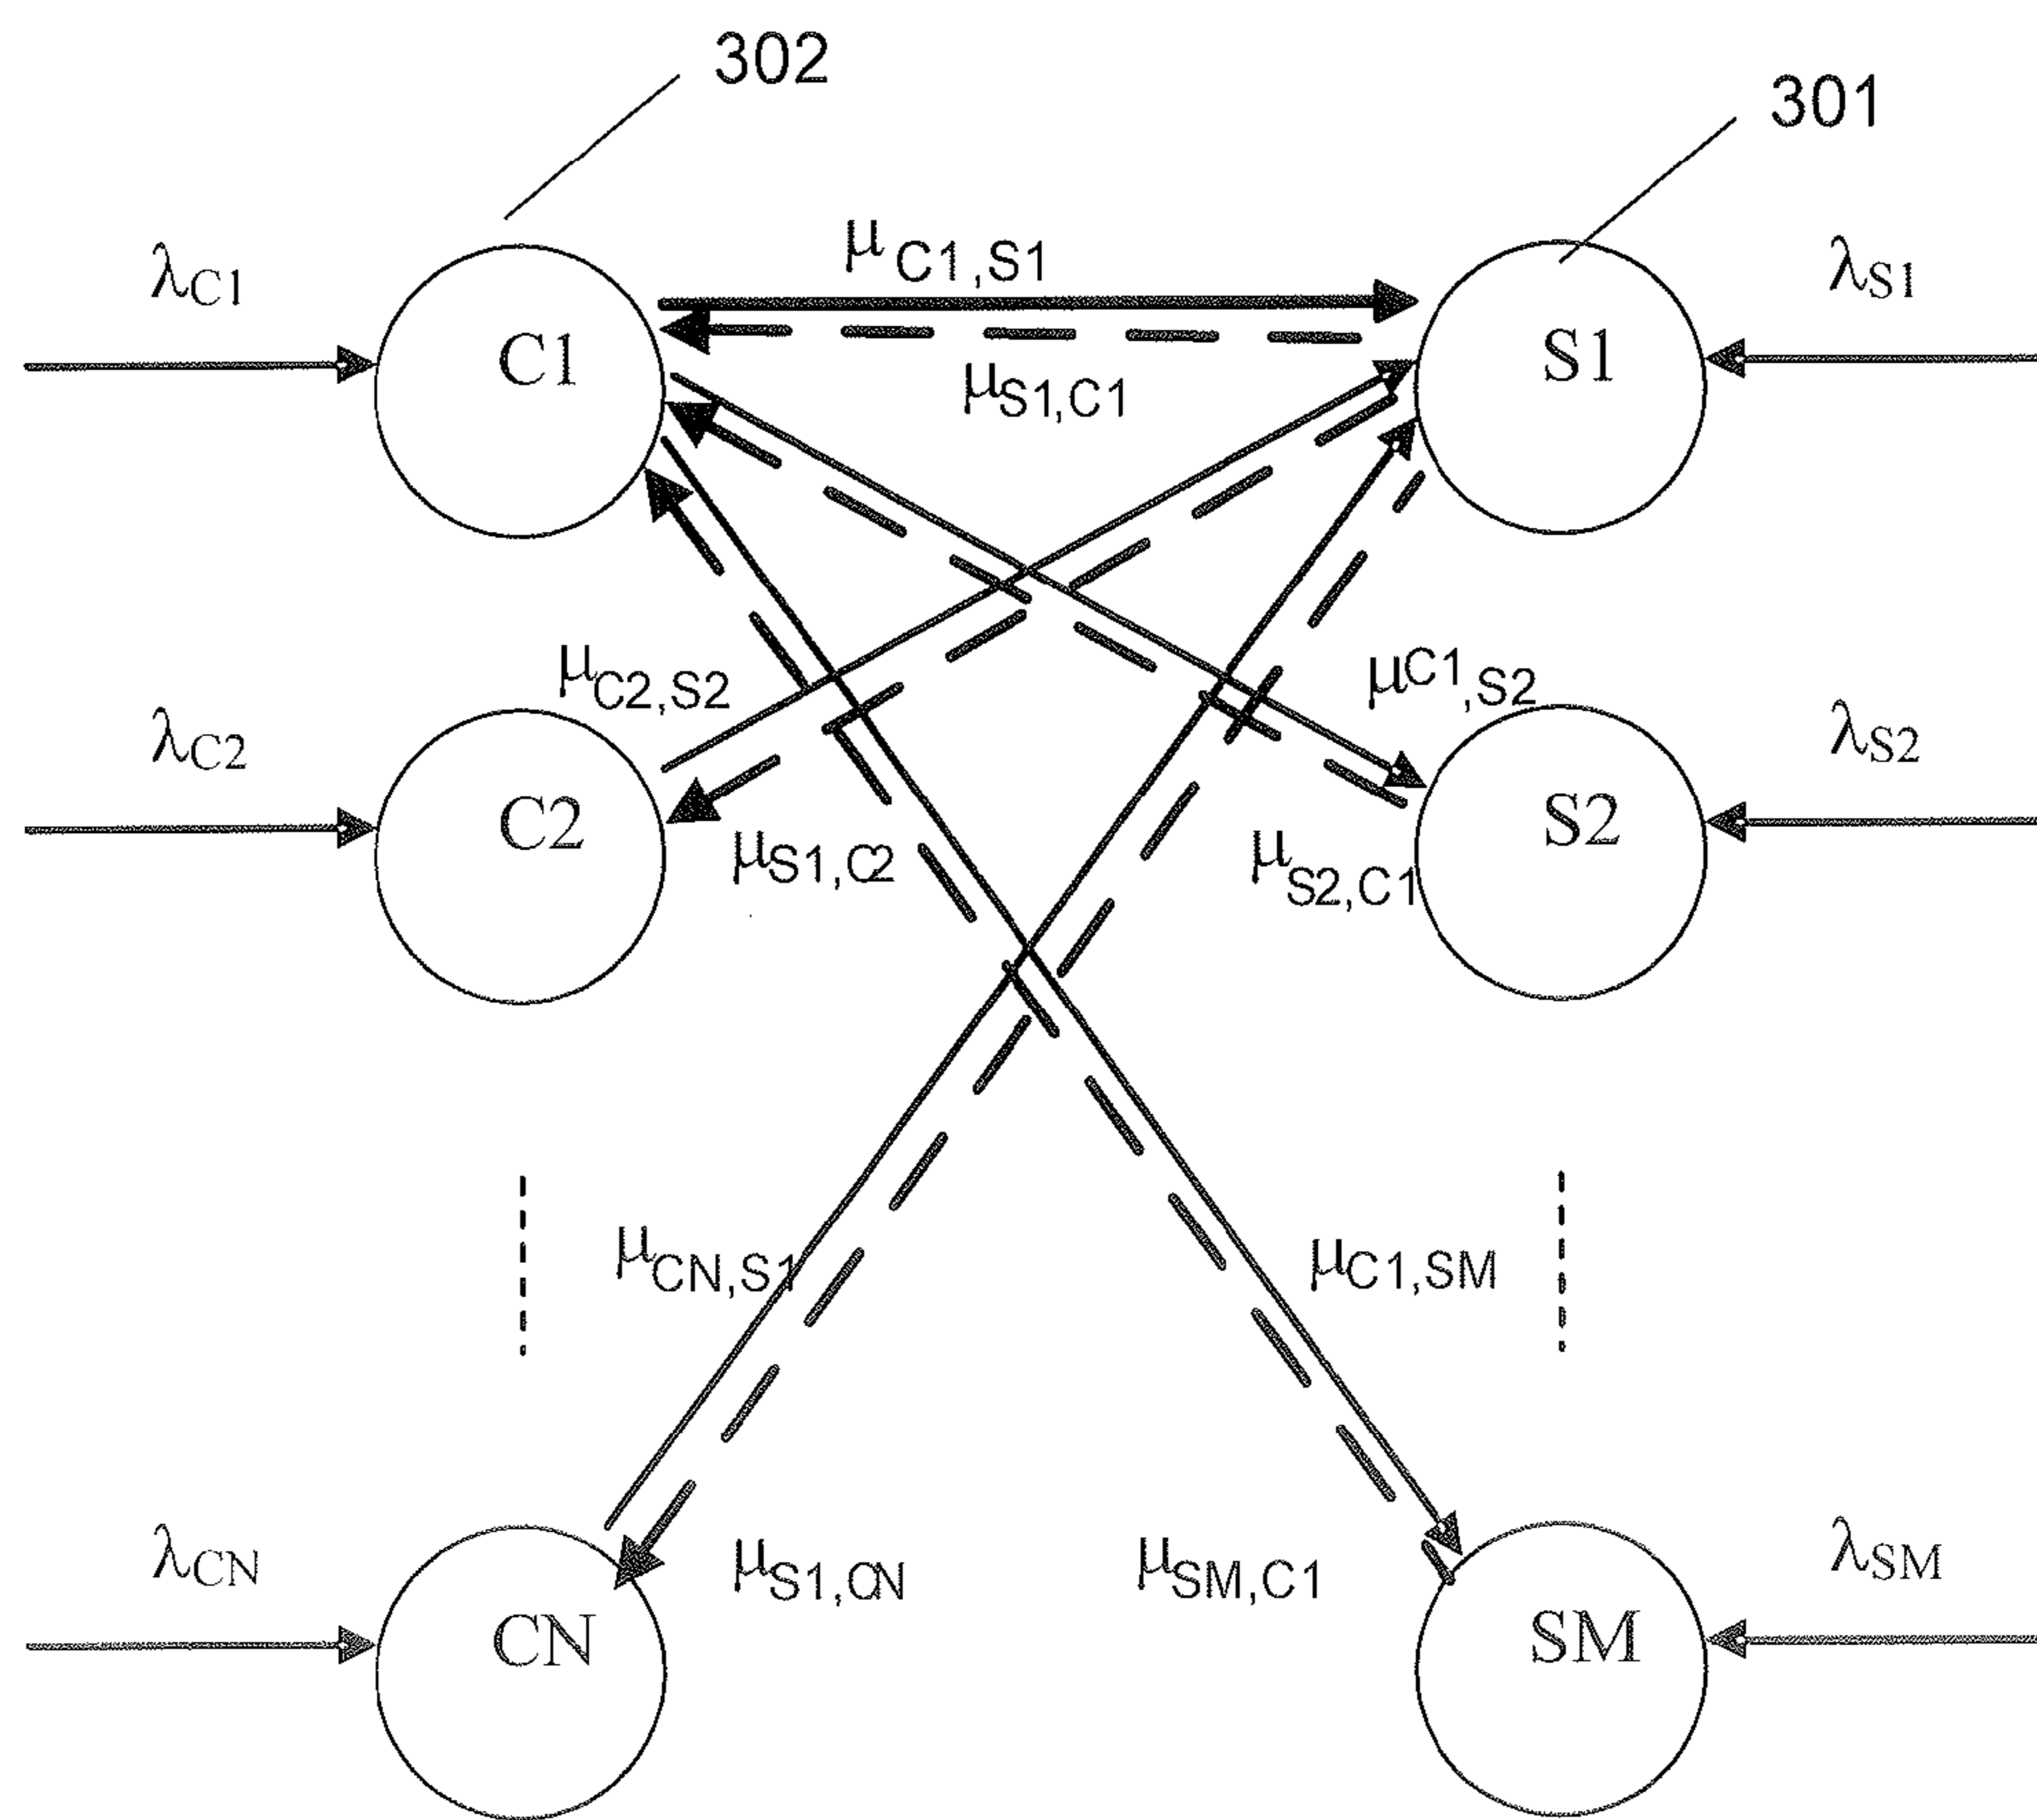 302
301
λC1
μC1,S1
λS1
C1
S1
μS1,C1
μC2,S2
μC1,S2
λC2
λS2
C2
S2
μS1,C2
μS2,C1
μCN,S1
μC1,SM
λCN
μS1,CN
μSM,C1
λSM
CN
SM